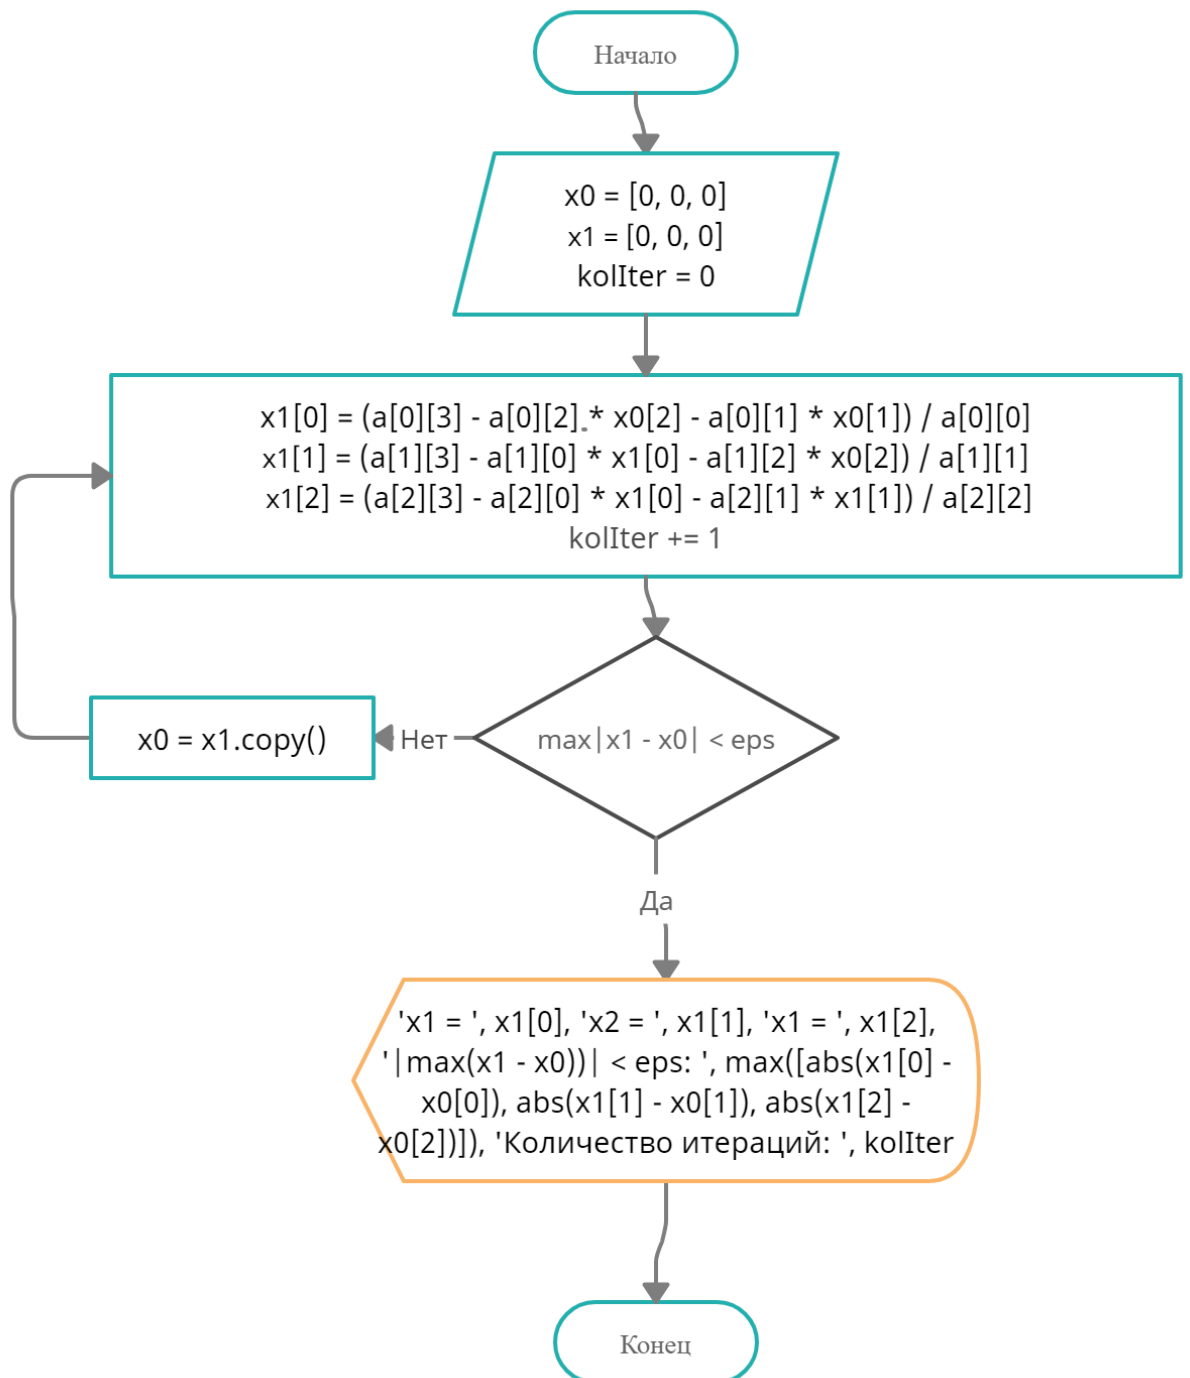 Начало
x0 = [0, 0, 0]
x1 = [0, 0, 0]
kolIter = 0
x1[0] = (a[0][3] - a[0][2] * x0[2] - a[0][1] * x0[1]) / a[0][0]
x1[1] = (a[1][3] - a[1][0] * x1[0] - a[1][2] * x0[2]) / a[1][1]
x1[2] = (a[2][3] - a[2][0] * x1[0] - a[2][1] * x1[1]) / a[2][2]
kolIter += 1
max|x1 - x0| < eps
Нет
x0 = x1.copy()
Да
'x1 = ', x1[0], 'x2 = ', x1[1], 'x1 = ', x1[2],
'|max(x1 - x0))| < eps: ', max([abs(x1[0] -
x0[0]), abs(x1[1] - x0[1]), abs(x1[2] -
x0[2])]), 'Количество итераций: ', kolIter
Конец